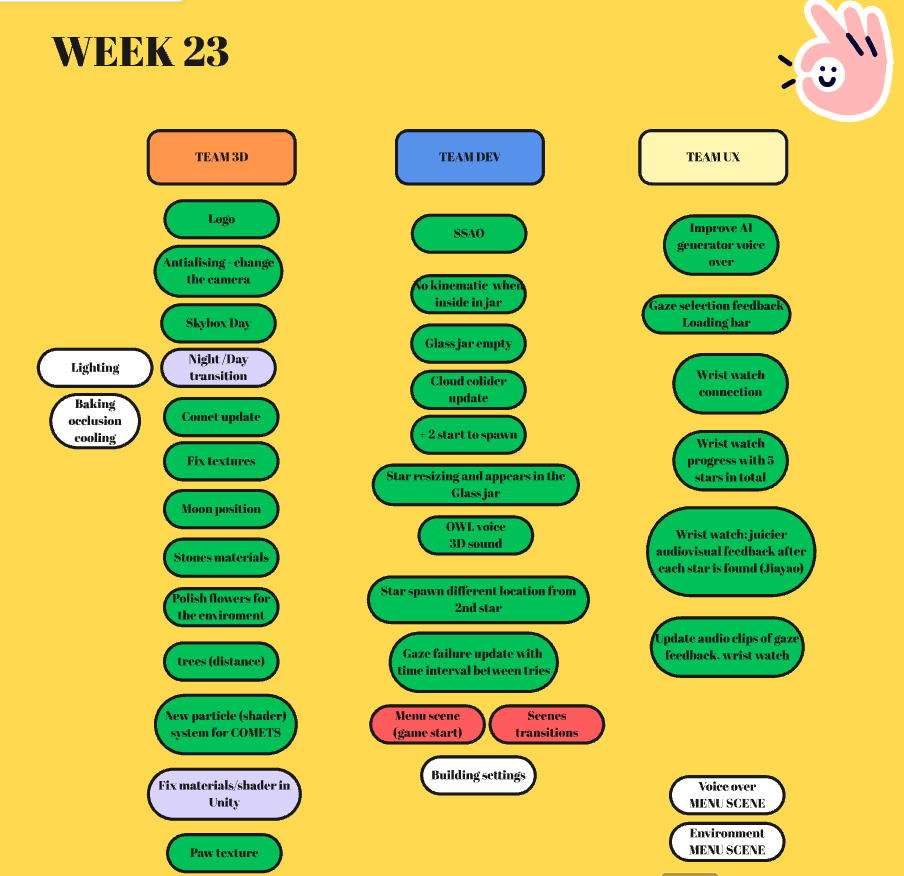 WEEK 23
TEAM 3D
Logo
Antialising - change
the camera
Skybox Day
Lighting
Night /Day
transition
Baking
occlusion
cooling
Comet update
Fix textures
Moon position
Stones materials
Polish flowers for
the enviroment
trees (distance)
New particle (shader)
system for COMETS
Fix materials/shader in
Unity
Paw texture
TEAM DEV
SSAO
No kinematic when
inside in jar
Glass jar empty
Cloud colider
update
+ 2 start to spawn
Star resizing and appears in the
Glass jar
OWL voice
3D sound
Star spawn different location from
2nd star
Gaze failure update with
time interval between tries
Menu scene
(game start)
Scenes
transitions
Building settings
TEAM UX
Improve AI
generator voice
over
Gaze selection feedback
Loading bar
Wrist watch
connection
Wrist watch
progress with 5
stars in total
Wrist watch: juicier
audiovisual feedback after
each star is found (Jiayao)
Update audio clips of gaze
feedback, wrist watch
Voice over
MENU SCENE
Environment
MENU SCENE